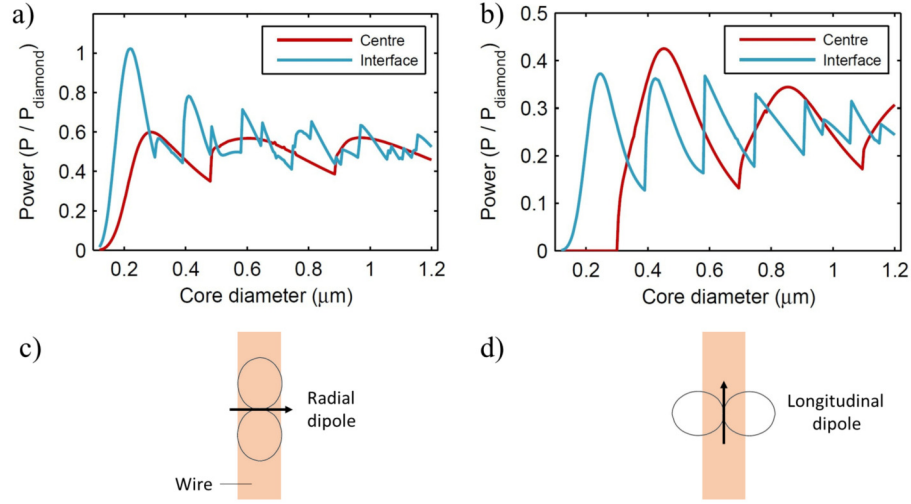 a)
Power (P / P_diamond)
1
0.8
0.6
0.4
0.2
0
Centre
Interface
0.2 0.4 0.6 0.8 1 1.2
Core diameter (μm)
b)
Power (P / P_diamond)
0.5
0.4
0.3
0.2
0.1
0
Centre
Interface
0.2 0.4 0.6 0.8 1 1.2
Core diameter (μm)
c)
Radial
dipole
Wire
d)
Longitudinal
dipole